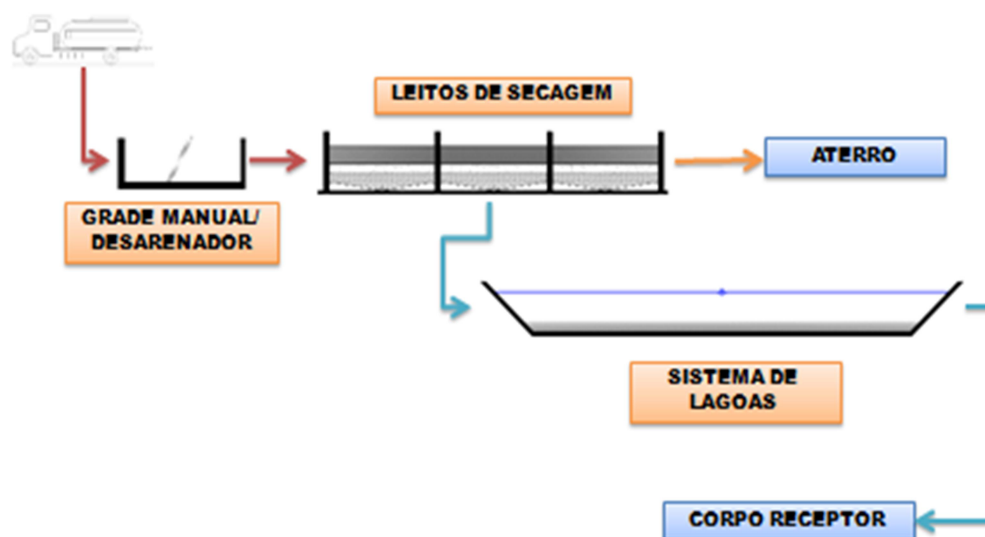 LEITOS DE SECAGEM
ATERRO
GRADE MANUAL/
DESARENADOR
SISTEMA DE
LAGOAS
CORPO RECEPTOR